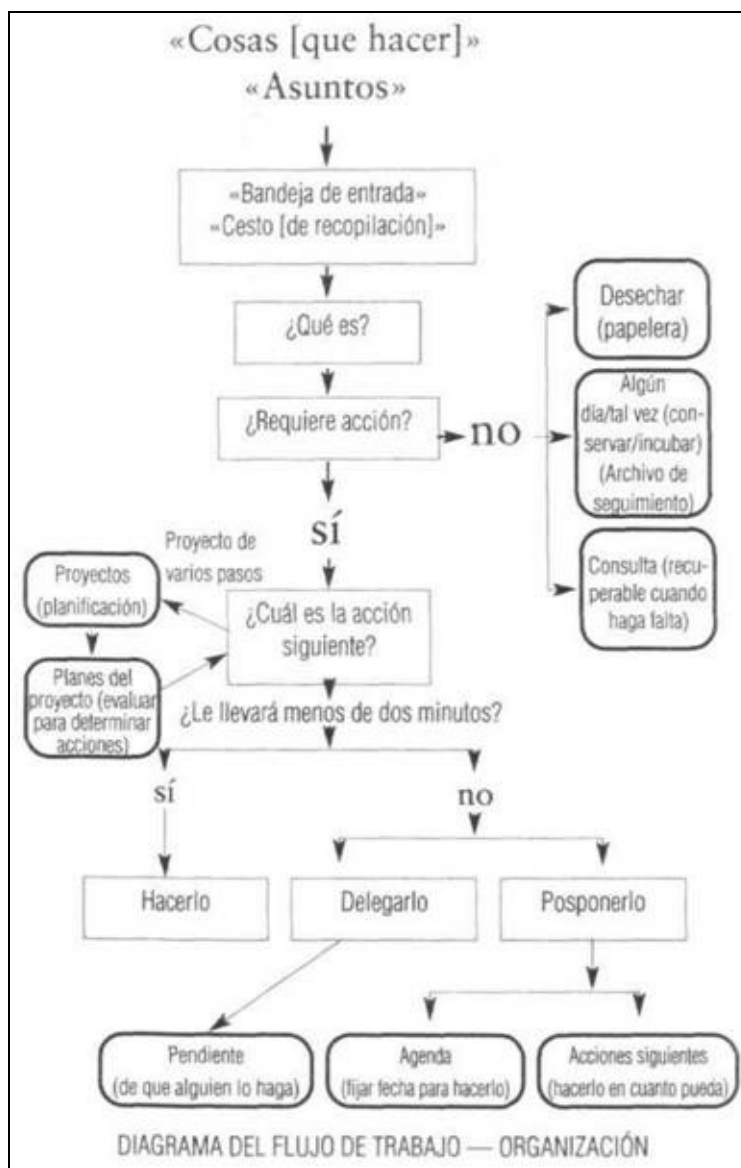 «Cosas [que hacer]»
«Asuntos»
«Bandeja de entrada»
«Cesto [de recopilación]»
¿Qué es?
¿Requiere acción?
no
Desechar
(papelera)
Algún
día/tal vez (con-
servar/incubar)
(Archivo de
seguimiento)
Consulta (recu-
perable cuando
haga falta)
sí
Proyecto de
varios pasos
Proyectos
(planificación)
¿Cuál es la acción
siguiente?
Planes del
proyecto (evaluar
para determinar
acciones)
¿Le llevará menos de dos minutos?
sí
no
Hacerlo
Delegarlo
Posponerlo
Pendiente
(de que alguien lo haga)
Agenda
(fijar fecha para hacerlo)
Acciones siguientes
(hacerlo en cuanto pueda)
DIAGRAMA DEL FLUJO DE TRABAJO — ORGANIZACIÓN